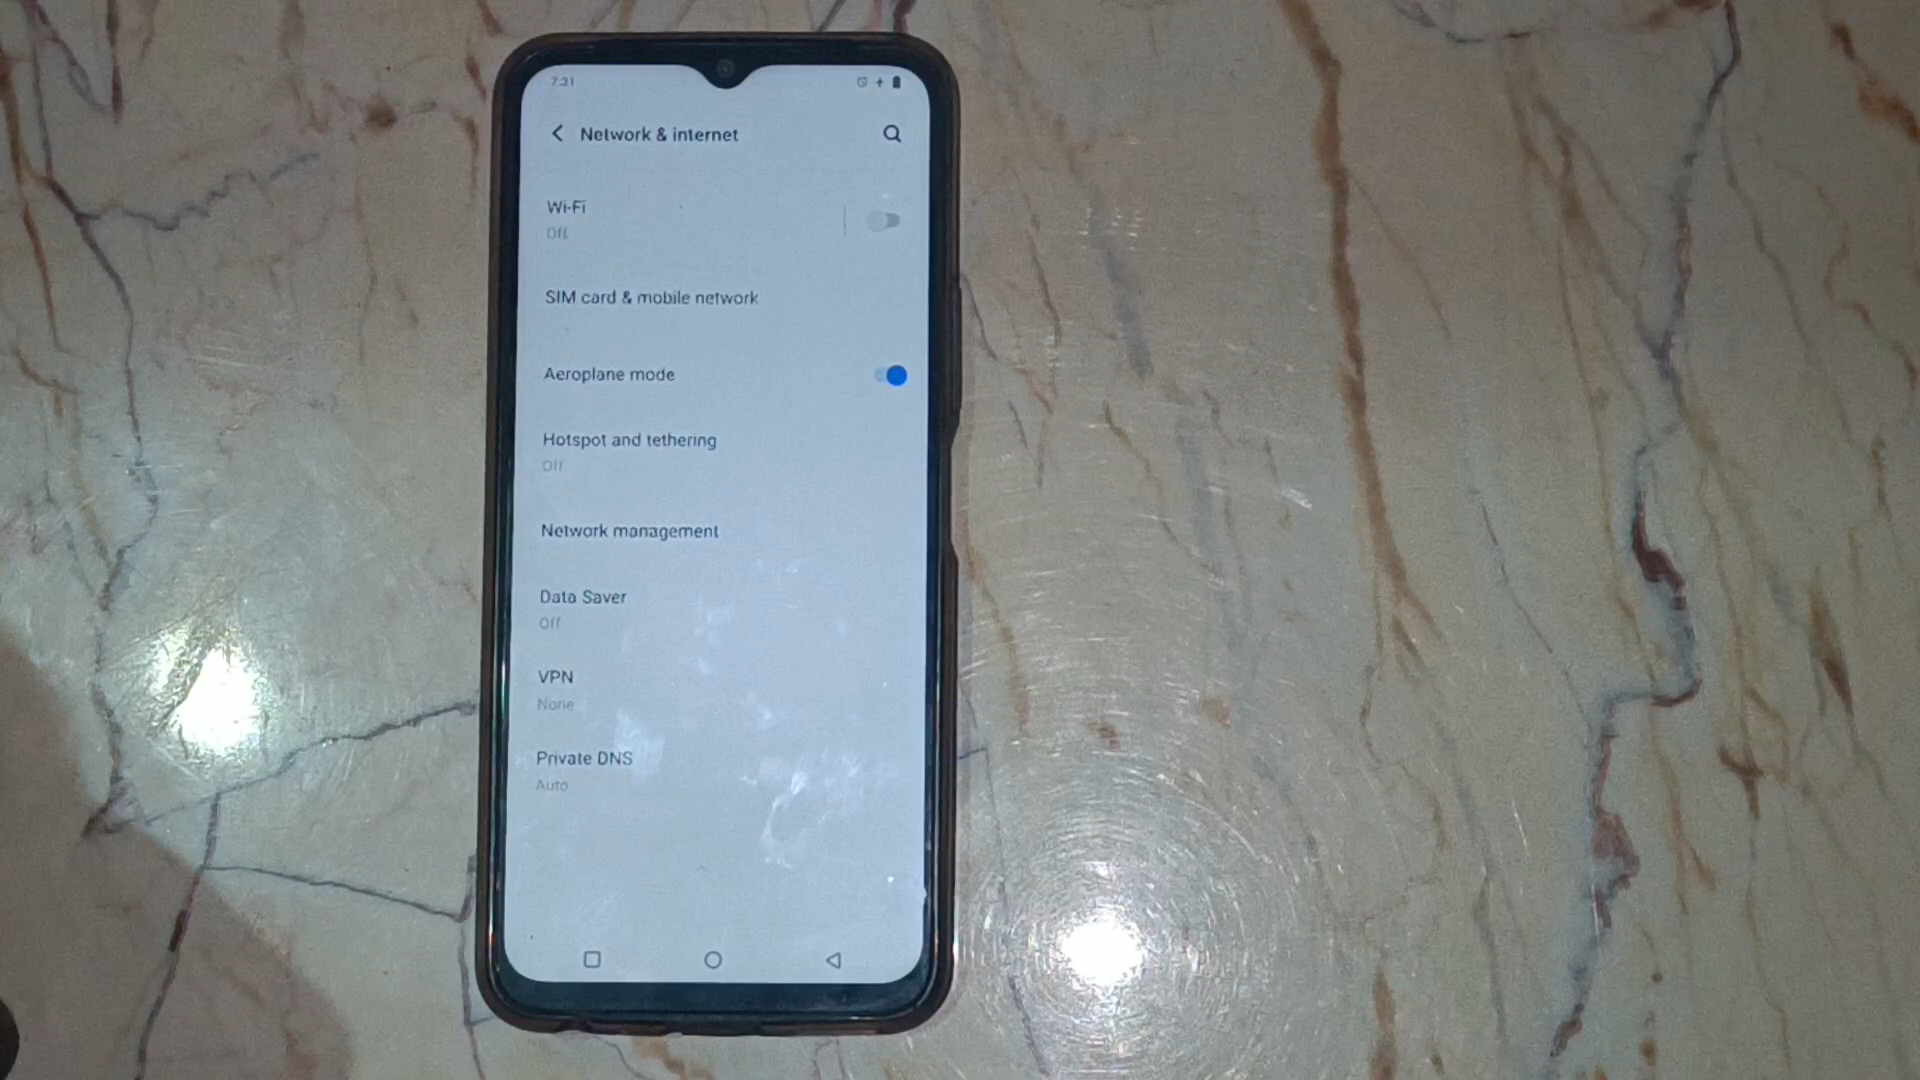 7:31
Network & internet
Wi-Fi
Off
SIM card & mobile network
Aeroplane mode
Hotspot and tethering
Off
Network management
Data Saver
Off
VPN
None
Private DNS
Auto